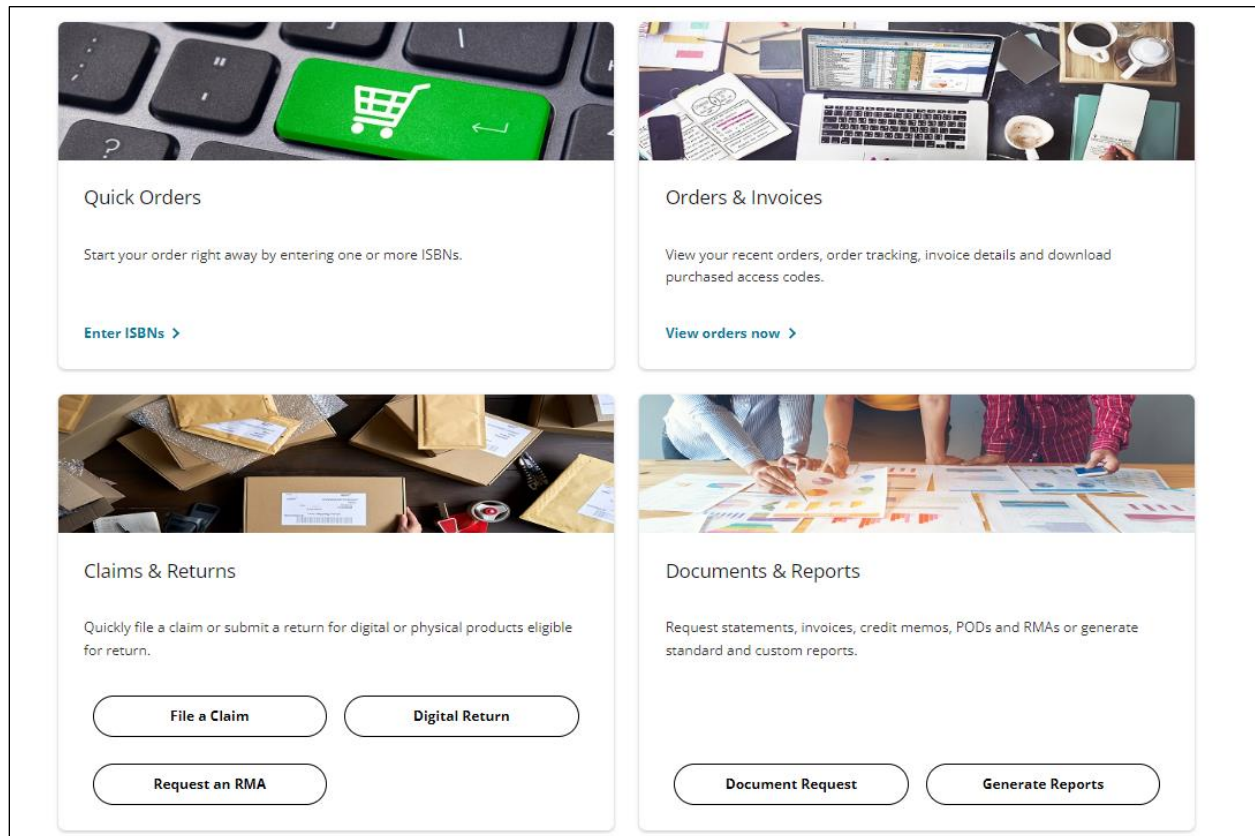 Quick Orders
Start your order right away by entering one or more ISBNs.
Enter ISBNs >
Orders & Invoices
View your recent orders, order tracking, invoice details and download
purchased access codes.
View orders now >
Claims & Returns
Quickly file a claim or submit a return for digital or physical products eligible
for return.
File a Claim
Digital Return
Request an RMA
Documents & Reports
Request statements, invoices, credit memos, PODs and RMAs or generate
standard and custom reports.
Document Request
Generate Reports